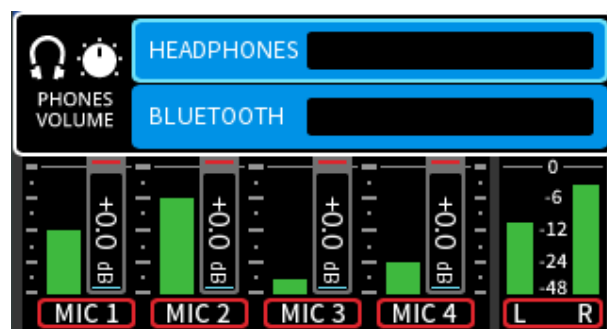 HEADPHONES
PHONES
VOLUME
BLUETOOTH
+0.0 dB
+0.0 dB
+0.0 dB
+0.0 dB
0
-6
-12
-24
-48
MIC 1
MIC 2
MIC 3
MIC 4
L
R